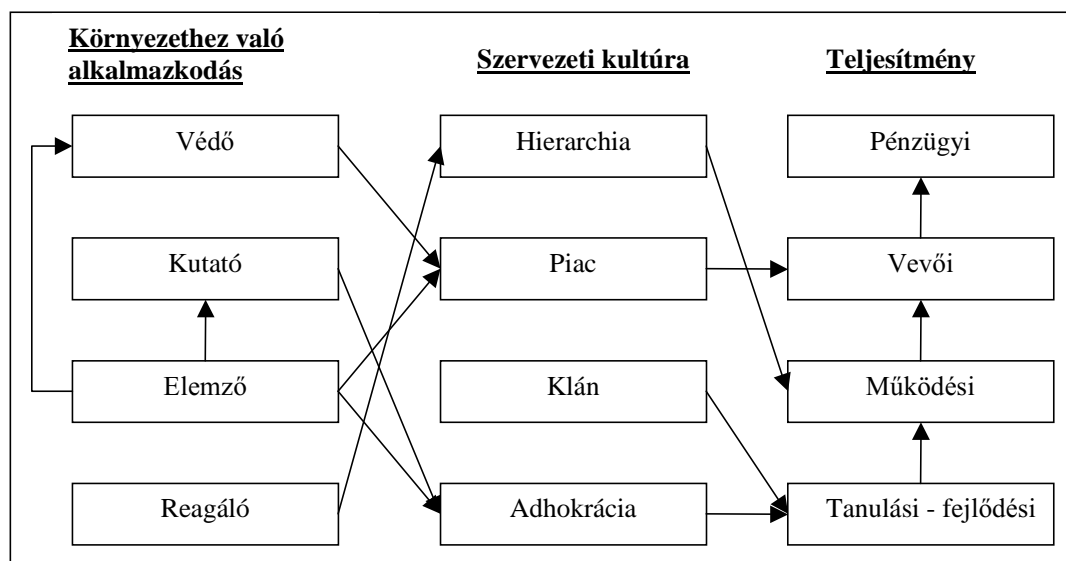 Környezethez való
alkalmazkodás
Szervezeti kultúra
Teljesítmény
Védő
Hierarchia
Pénzügyi
Kutató
Piac
Vevői
Elemző
Klán
Működési
Reagáló
Adhokrácia
Tanulási - fejlődési